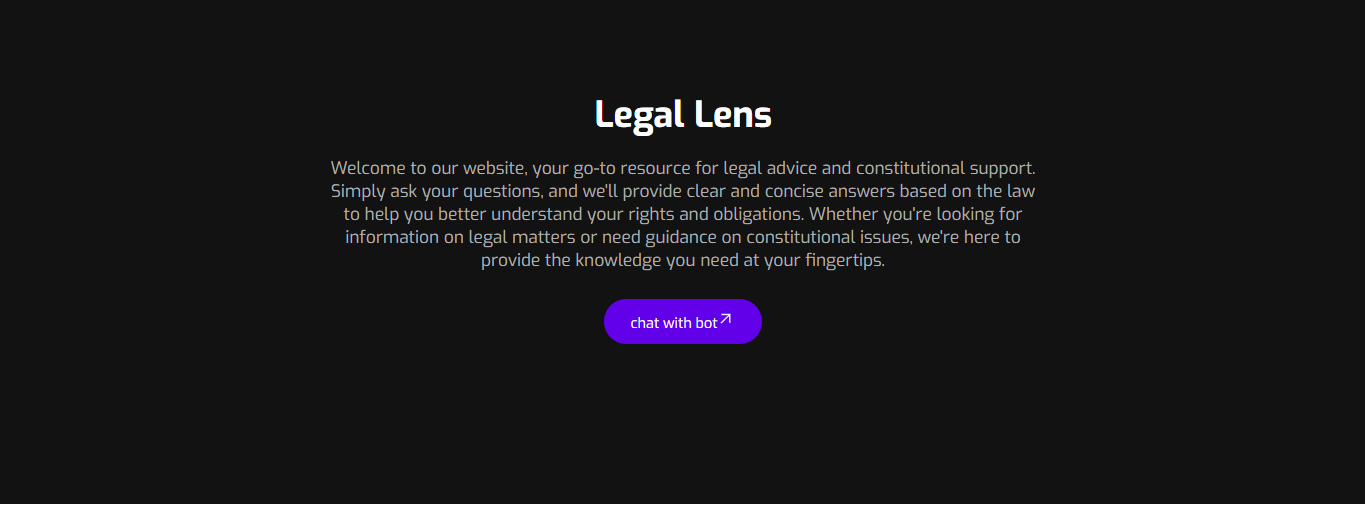 Legal Lens
Welcome to our website, your go-to resource for legal advice and constitutional support.
Simply ask your questions, and we'll provide clear and concise answers based on the law
to help you better understand your rights and obligations. Whether you're looking for
information on legal matters or need guidance on constitutional issues, we're here to
provide the knowledge you need at your fingertips.
chat with bot